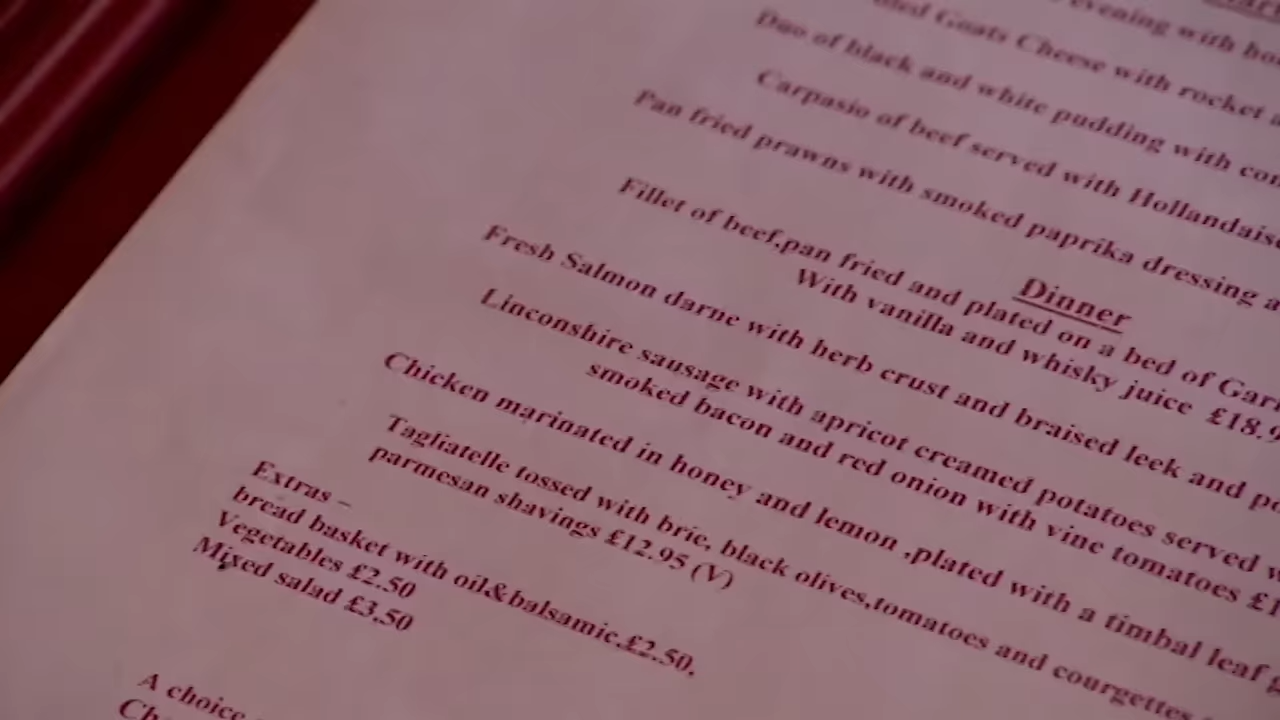 evening with
Goats Cheese with rocket
Duo of black and white pudding with
Carpasio of beef served with Hollandaise
Pan fried prawns with smoked paprika dressing
Dinner
Fillet of beef,pan fried and plated on a bed of
With vanilla and whisky juice £18.9
Fresh Salmon darne with herb crust and braised leek and
Linconshire sausage with apricot creamed potatoes served
smoked bacon and red onion with vine tomatoes £1
Chicken marinated in honey and lemon ,plated with a timbal leaf
Tagliatelle tossed with brie, black olives,tomatoes and courgettes
parmesan shavings £12.95 (V)
Extras –
bread basket with oil&balsamic.£2.50,
Vegetables £2.50
Mixed salad £3.50
A choice